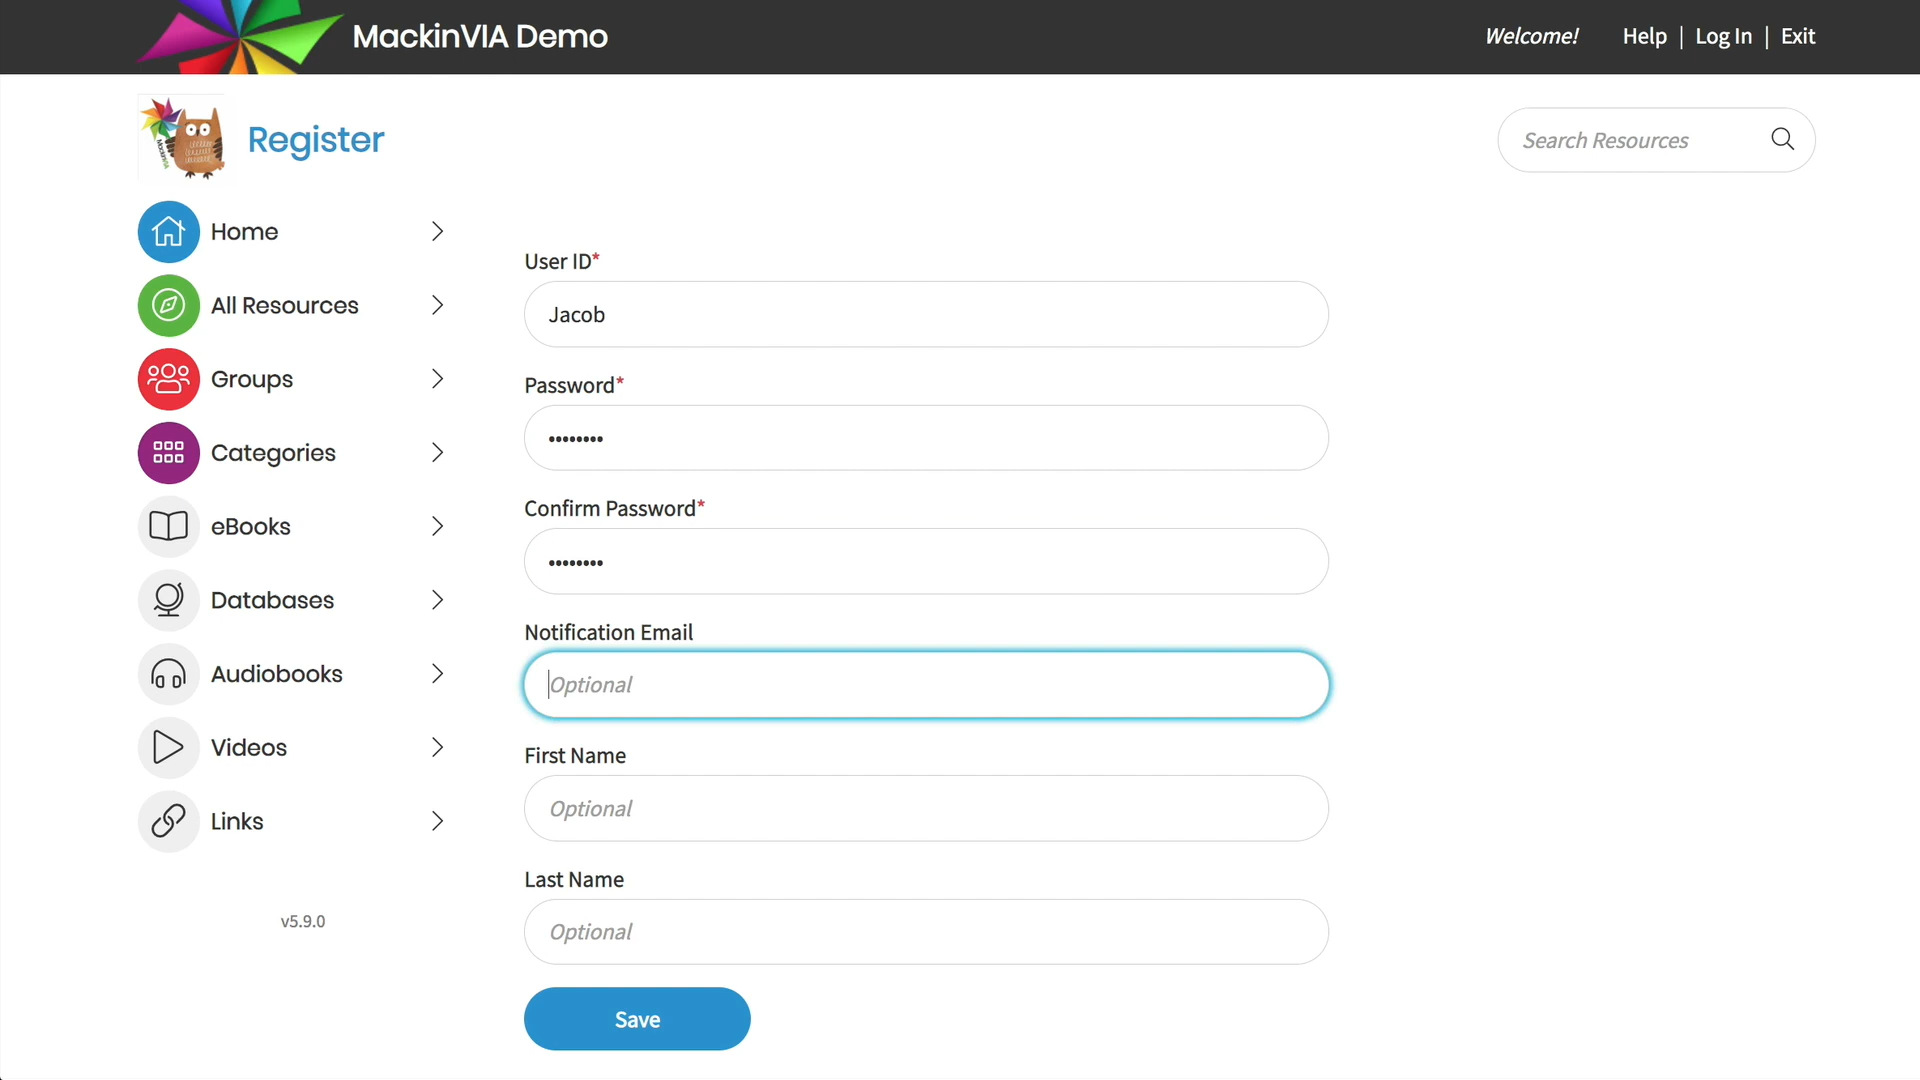 MackinVIA Demo
Welcome! Help | Log In | Exit
MackinVIA
Register
Search Resources
Home
All Resources
Groups
Categories
eBooks
Databases
Audiobooks
Videos
Links
v5.9.0
User ID*
Jacob
Password*
••••••••
Confirm Password*
••••••••
Notification Email
Optional
First Name
Optional
Last Name
Optional
Save